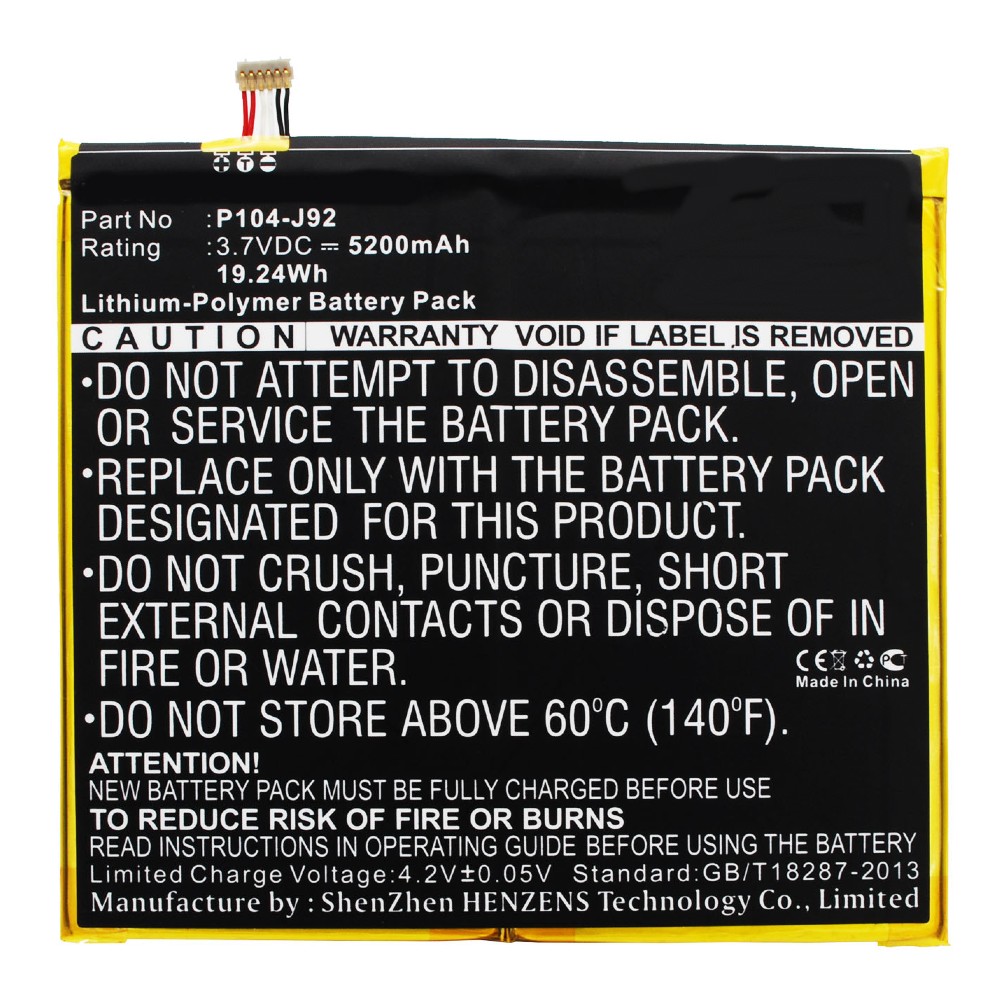 + T -
Part No : P104-J92
Rating : 3.7VDC ⎓ 5200mAh
19.24Wh
Lithium-Polymer Battery Pack
CAUTION WARRANTY VOID IF LABEL IS REMOVED
•DO NOT ATTEMPT TO DISASSEMBLE, OPEN
OR SERVICE THE BATTERY PACK.
•REPLACE ONLY WITH THE BATTERY PACK
DESIGNATED FOR THIS PRODUCT.
•DO NOT CRUSH, PUNCTURE, SHORT
EXTERNAL CONTACTS OR DISPOSE OF IN
FIRE OR WATER.
CE PC
Made In China
•DO NOT STORE ABOVE 60°C (140°F).
ATTENTION!
NEW BATTERY PACK MUST BE FULLY CHARGED BEFORE USE
TO REDUCE RISK OF FIRE OR BURNS
READ INSTRUCTIONS IN OPERATING GUIDE BEFORE USING THE BATTERY
Limited Charge Voltage:4.2V±0.05V Standard:GB/T18287-2013
Manufacture by : ShenZhen HENZENS Technology Co., Limited